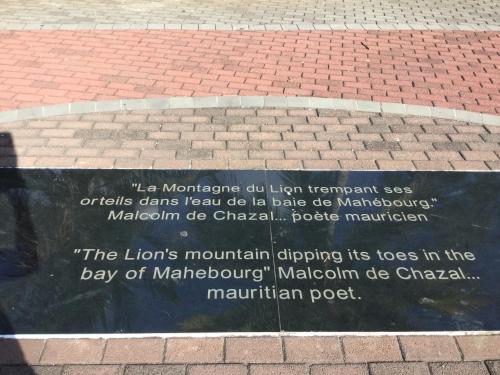 "La Montagne du Lion trempant ses
orteils dans l'eau de la baie de Mahébourg."
Malcolm de Chazal... poète mauricien
"The Lion's mountain dipping its toes in the
bay of Mahebourg" Malcolm de Chazal...
mauritian poet.